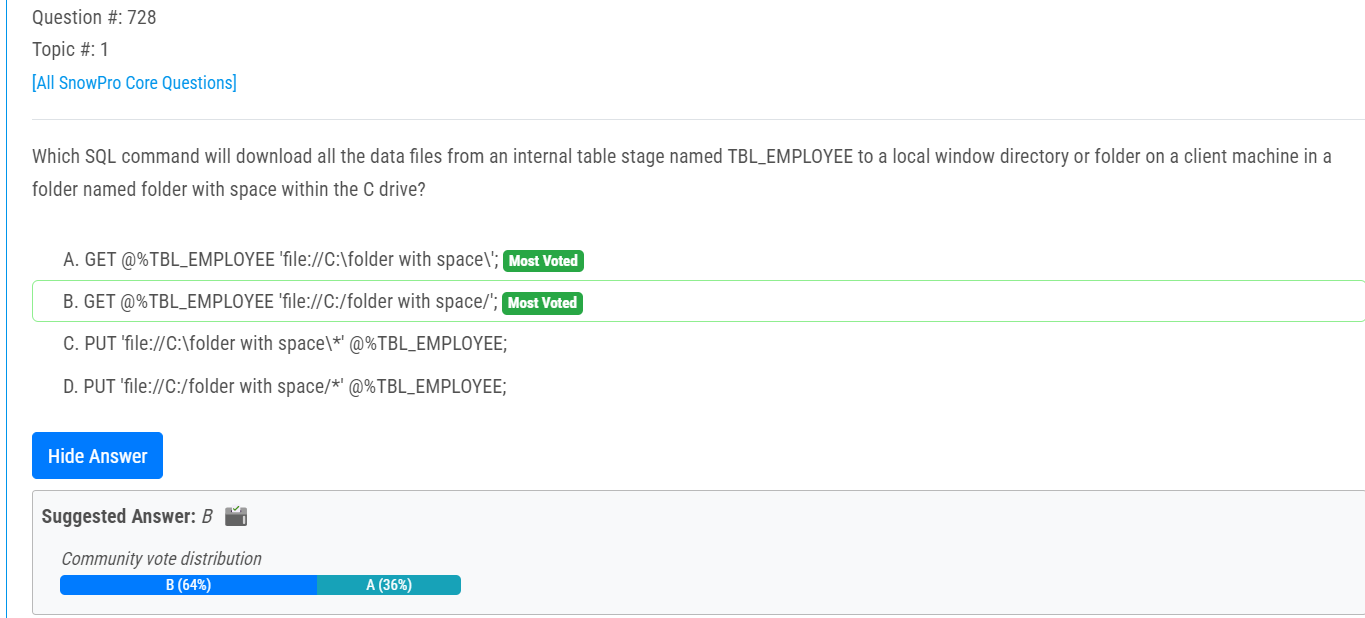 Question #: 728
Topic #: 1
[All SnowPro Core Questions]
Which SQL command will download all the data files from an internal table stage named TBL_EMPLOYEE to a local window directory or folder on a client machine in a
folder named folder with space within the C drive?
A. GET @%TBL_EMPLOYEE 'file://C:\folder with space\'; Most Voted
B. GET @%TBL_EMPLOYEE 'file://C:/folder with space/'; Most Voted
C. PUT 'file://C:\folder with space\*' @%TBL_EMPLOYEE;
D. PUT 'file://C:/folder with space/*' @%TBL_EMPLOYEE;
Hide Answer
Suggested Answer: B
Community vote distribution
B (64%) A (36%)